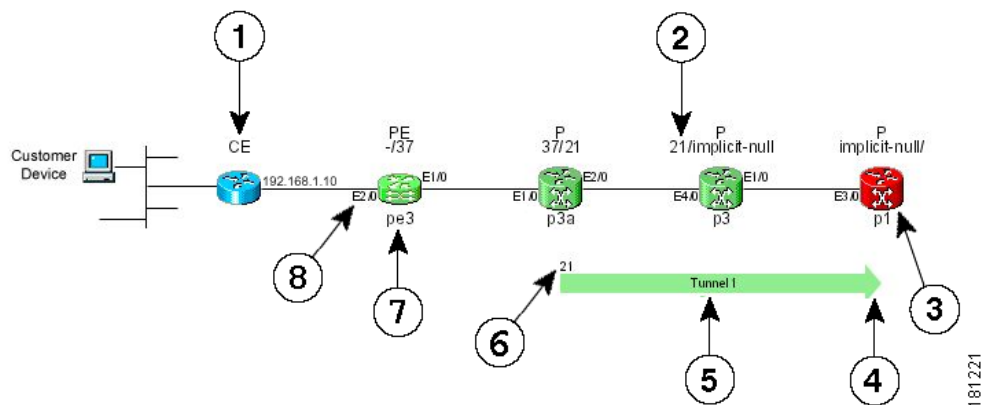 1
2
CE
PE
-/37
P
37/21
P
21/implicit-null
P
implicit-null/
Customer
Device
192.168.1.10
E2/0
E1/0
E1/0
E2/0
E4/0
E1/0
E3/0
pe3
p3a
p3
p1
8
7
21
Tunnel 1
6
5
4
3
181221